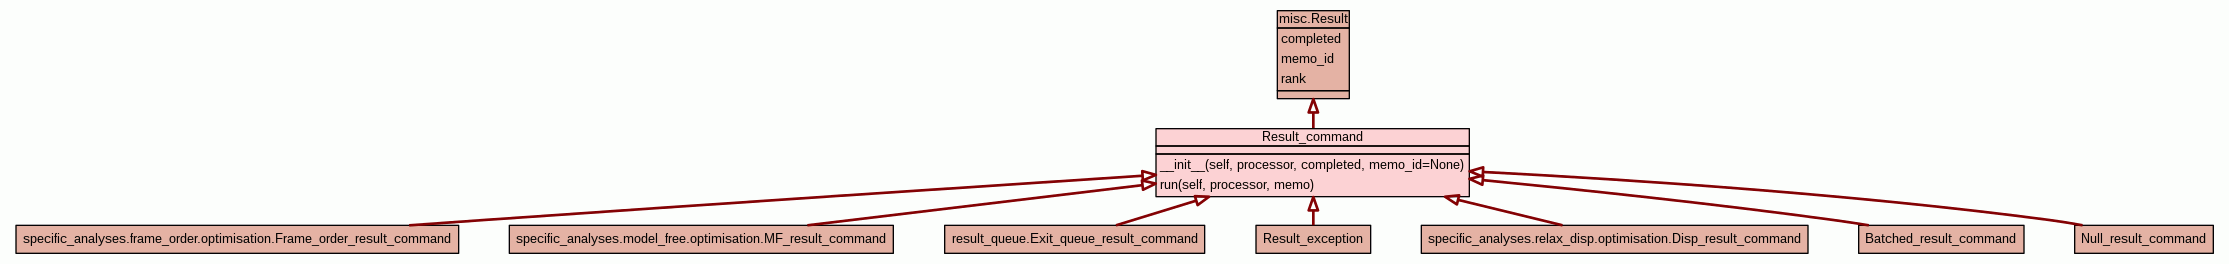 misc.Result
completed
memo_id
rank
Result_command
__init__(self, processor, completed, memo_id=None)
run(self, processor, memo)
specific_analyses.frame_order.optimisation.Frame_order_result_command
specific_analyses.model_free.optimisation.MF_result_command
result_queue.Exit_queue_result_command
Result_exception
specific_analyses.relax_disp.optimisation.Disp_result_command
Batched_result_command
Null_result_command